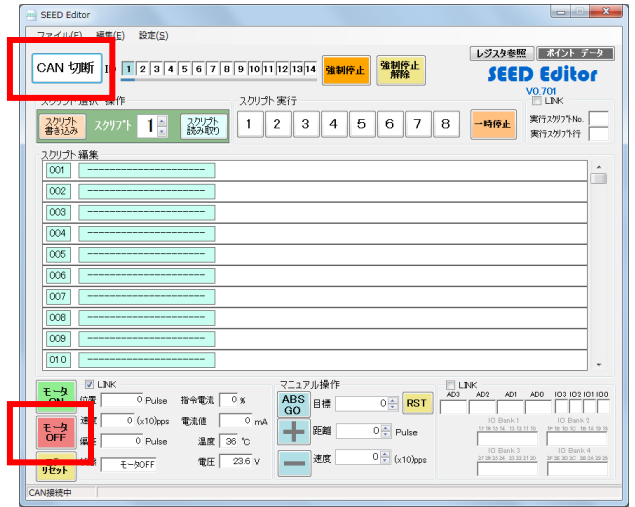 SEED Editor
ファイル(F) 編集(E) 設定(S)
レジスタ参照 ポイント データ
CAN 切断 1 2 3 4 5 6 7 8 9 10 11 12 13 14 強制停止 強制停止解除
SEED Editor
V0.701
スクリプト選択 操作 スクリプト実行 LINK
スクリプト書き込み スクリプト 1 スクリプト読み取り 1 2 3 4 5 6 7 8 一時停止
実行スクリプトNo.
実行スクリプト行
スクリプト編集
001 --------------------
002 --------------------
003 --------------------
004 --------------------
005 --------------------
006 --------------------
007 --------------------
008 --------------------
009 --------------------
010 --------------------
LINK マニュアル操作 LINK
モータON 位置 0 Pulse 指令電流 0 % ABS GO 目標 0 RST AD3 AD2 AD1 AD0 IO3 IO2 IO1 IO0
モータOFF 速度 0 (x10)pps 電流値 0 mA 距離 0 Pulse IO Bank1 IO Bank2
偏差 0 Pulse 温度 36 ℃ IO Bank3 IO Bank4
リセット モータOFF 電圧 23.6 V 速度 0 (x10)pps
CAN接続中